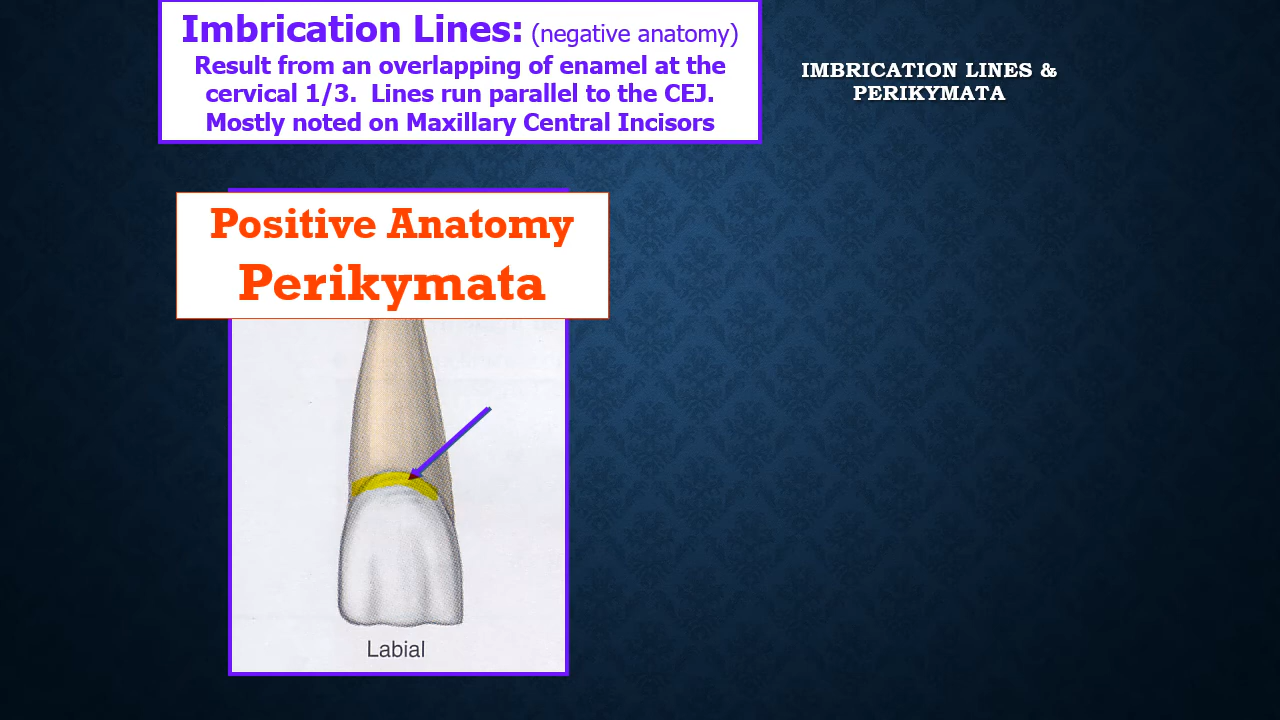 Imbrication Lines: (negative anatomy)
Result from an overlapping of enamel at the
cervical 1/3. Lines run parallel to the CEJ.
Mostly noted on Maxillary Central Incisors
IMBRICATION LINES &
PERIKYMATA
Positive Anatomy
Perikymata
Labial